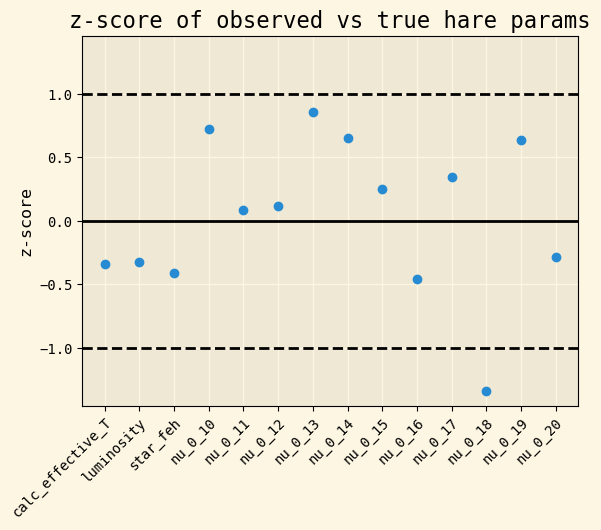 z-score of observed vs true hare params
z-score
1.0
0.5
0.0
−0.5
−1.0
calc_effective_T
luminosity
star_feh
nu_0_10
nu_0_11
nu_0_12
nu_0_13
nu_0_14
nu_0_15
nu_0_16
nu_0_17
nu_0_18
nu_0_19
nu_0_20